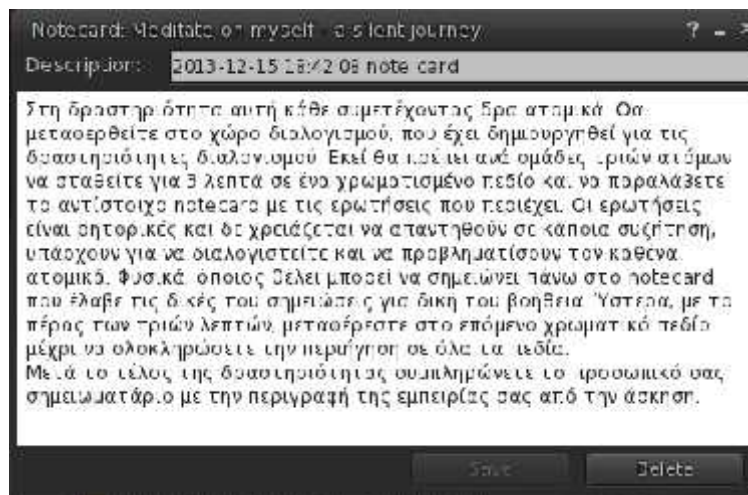 Notecard: Meditate on myself - a silent journey
Description: 2013-12-15 18:42:08 note card
Στη δραστηριότητα αυτή κάθε συμετέχοντας δρα ατομικά. Θα
μεταφερθείτε στο χώρο διαλογισμού, που έχει δημιουργηθεί για τις
δραστηριότητες διαλογισμού. Εκεί θα πρέπει ανά ομάδες τριών ατόμων
να σταθείτε για 3 λεπτά σε ένα χρωματισμένο πεδίο και να παραλάβετε
το αντίστοιχο notecard με τις ερωτήσεις που περιέχει. Οι ερωτήσεις
είναι ρητορικές και δε χρειάζεται να απαντηθούν σε κάποια συζήτηση,
υπάρχουν για να διαλογιστείτε και να προβληματίσουν τον καθένα
ατομικά. Φυσικά, όποιος θέλει μπορεί να σημειώνει πάνω στο notecard
που έλαβε τις δικές του σημειώσεις για δική του βοήθεια. Ύστερα, με το
πέρας των τριών λεπτών, μεταφέρεστε στο επόμενο χρωματικό πεδίο
μέχρι να ολοκληρώσετε την περιήγηση σε όλα τα πεδία.
Μετά το τέλος της δραστηριότητας συμπληρώνετε το προσωπικό σας
σημειωματάριο με την περιγραφή της εμπειρίας σας από την άσκηση.
Save
Delete